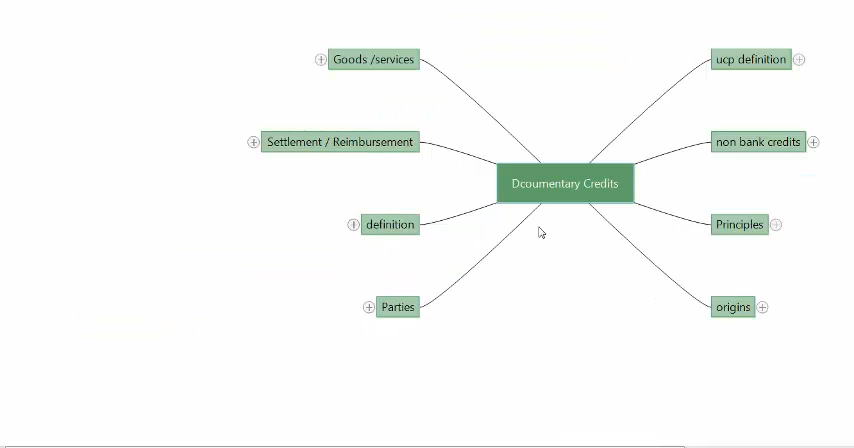 Goods /services
ucp definition
Settlement / Reimbursement
non bank credits
Dcoumentary Credits
definition
Principles
Parties
origins